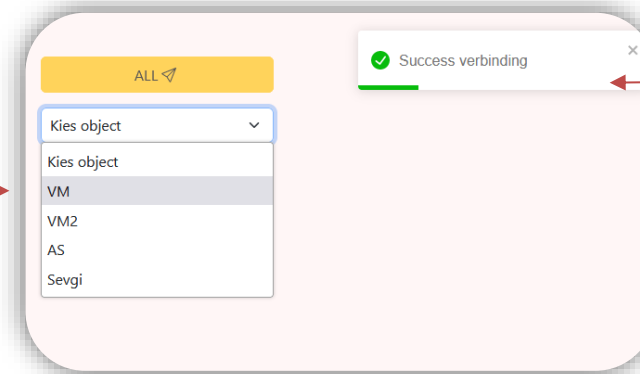 ALL
Success verbinding
Kies object
Kies object
VM
VM2
AS
Sevgi